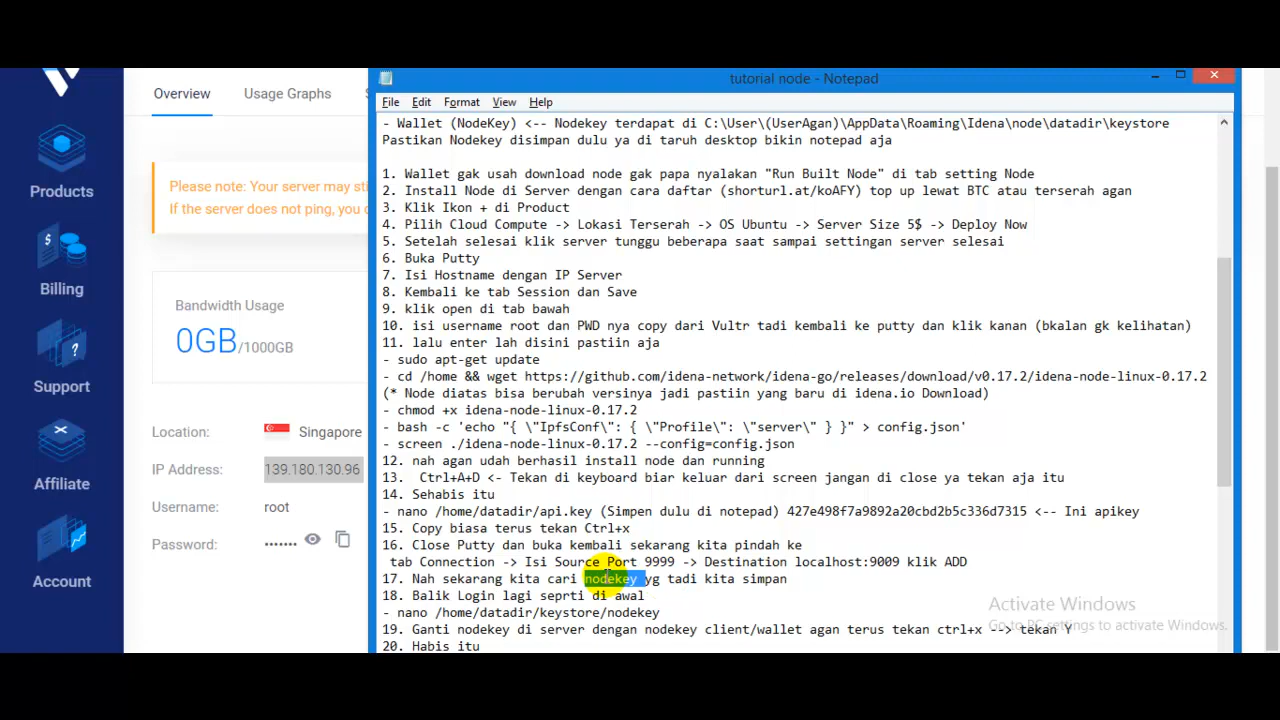 tutorial node - Notepad
File Edit Format View Help
Overview Usage Graphs
Products
Billing
Support
Affiliate
Account
Please note: Your server may sti
If the server does not ping, you
Bandwidth Usage
0GB/1000GB
Location: Singapore
IP Address: 139.180.130.96
Username: root
Password: •••••••
- Wallet (NodeKey) <-- Nodekey terdapat di C:\User\(UserAgan)\AppData\Roaming\Idena\node\datadir\keystore
Pastikan Nodekey disimpan dulu ya di taruh desktop bikin notepad aja
1. Wallet gak usah download node gak papa nyalakan "Run Built Node" di tab setting Node
2. Install Node di Server dengan cara daftar (shorturl.at/koAFY) top up lewat BTC atau terserah agan
3. Klik Ikon + di Product
4. Pilih Cloud Compute -> Lokasi Terserah -> OS Ubuntu -> Server Size 5$ -> Deploy Now
5. Setelah selesai klik server tunggu beberapa saat sampai settingan server selesai
6. Buka Putty
7. Isi Hostname dengan IP Server
8. Kembali ke tab Session dan Save
9. klik open di tab bawah
10. isi username root dan PWD nya copy dari Vultr tadi kembali ke putty dan klik kanan (bkalan gk kelihatan)
11. lalu enter lah disini pastiin aja
- sudo apt-get update
- cd /home && wget https://github.com/idena-network/idena-go/releases/download/v0.17.2/idena-node-linux-0.17.2
(* Node diatas bisa berubah versinya jadi pastiin yang baru di idena.io Download)
- chmod +x idena-node-linux-0.17.2
- bash -c 'echo "{ \"IpfsConf\": { \"Profile\": \"server\" } }" > config.json'
- screen ./idena-node-linux-0.17.2 --config=config.json
12. nah agan udah berhasil install node dan running
13.  Ctrl+A+D <- Tekan di keyboard biar keluar dari screen jangan di close ya tekan aja itu
14. Sehabis itu
- nano /home/datadir/api.key (Simpen dulu di notepad) 427e498f7a9892a20cbd2b5c336d7315 <-- Ini apikey
15. Copy biasa terus tekan Ctrl+x
16. Close Putty dan buka kembali sekarang kita pindah ke
tab Connection -> Isi Source Port 9999 -> Destination localhost:9009 klik ADD
17. Nah sekarang kita cari nodekey yg tadi kita simpan
18. Balik Login lagi seprti di awal
- nano /home/datadir/keystore/nodekey
19. Ganti nodekey di server dengan nodekey client/wallet agan terus tekan ctrl+x --> tekan Y
20. Habis itu
Activate Windows
Go to PC settings to activate Windows.